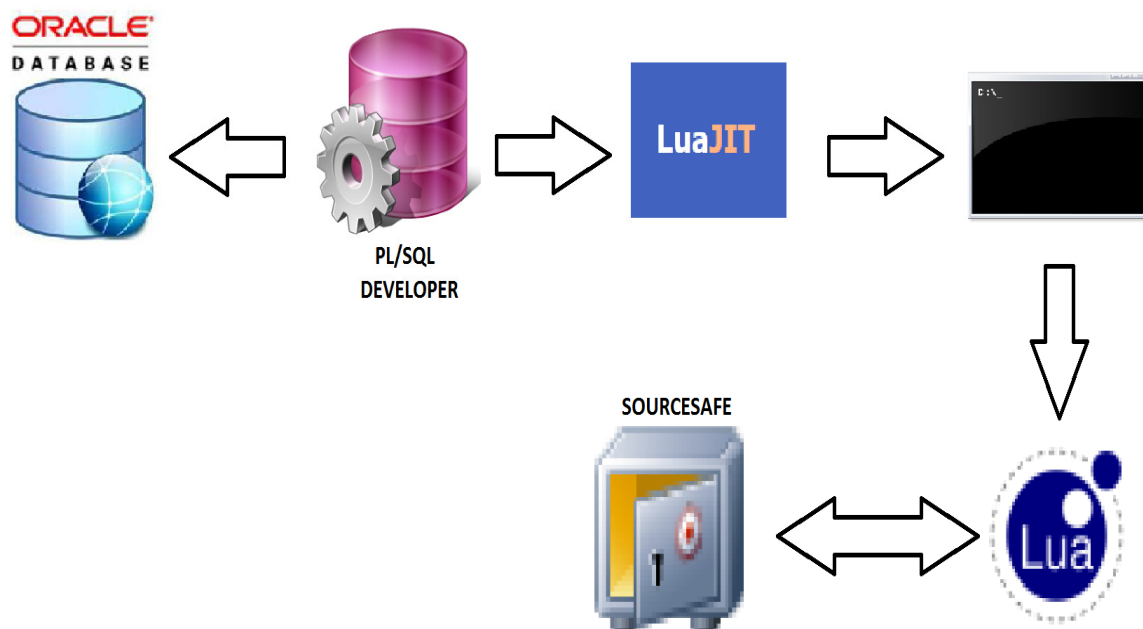 ORACLE®
DATABASE
PL/SQL
DEVELOPER
LuaJIT
C:\_
SOURCESAFE
Lua